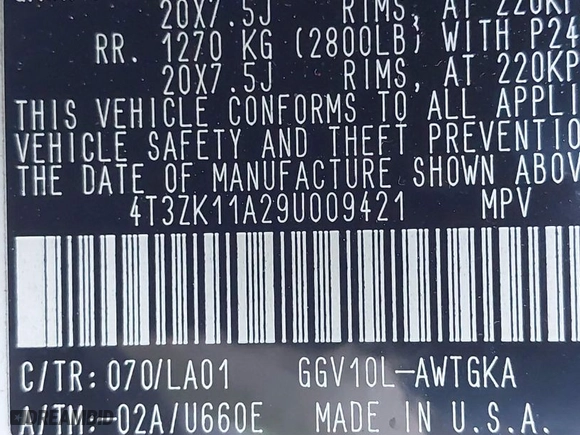 20X7.5J RIMS, AT 220KP
RR. 1270 KG (2800LB) WITH P24
20X7.5J RIMS, AT 220KP
THIS VEHICLE CONFORMS TO ALL APPLI
VEHICLE SAFETY AND THEFT PREVENTIO
THE DATE OF MANUFACTURE SHOWN ABOV
4T3ZK11A29U009421 MPV
C/TR: 070/LA01 GGV10L-AWTGKA
A/TM: -02A/U660E MADE IN U.S.A.
DREAMBID